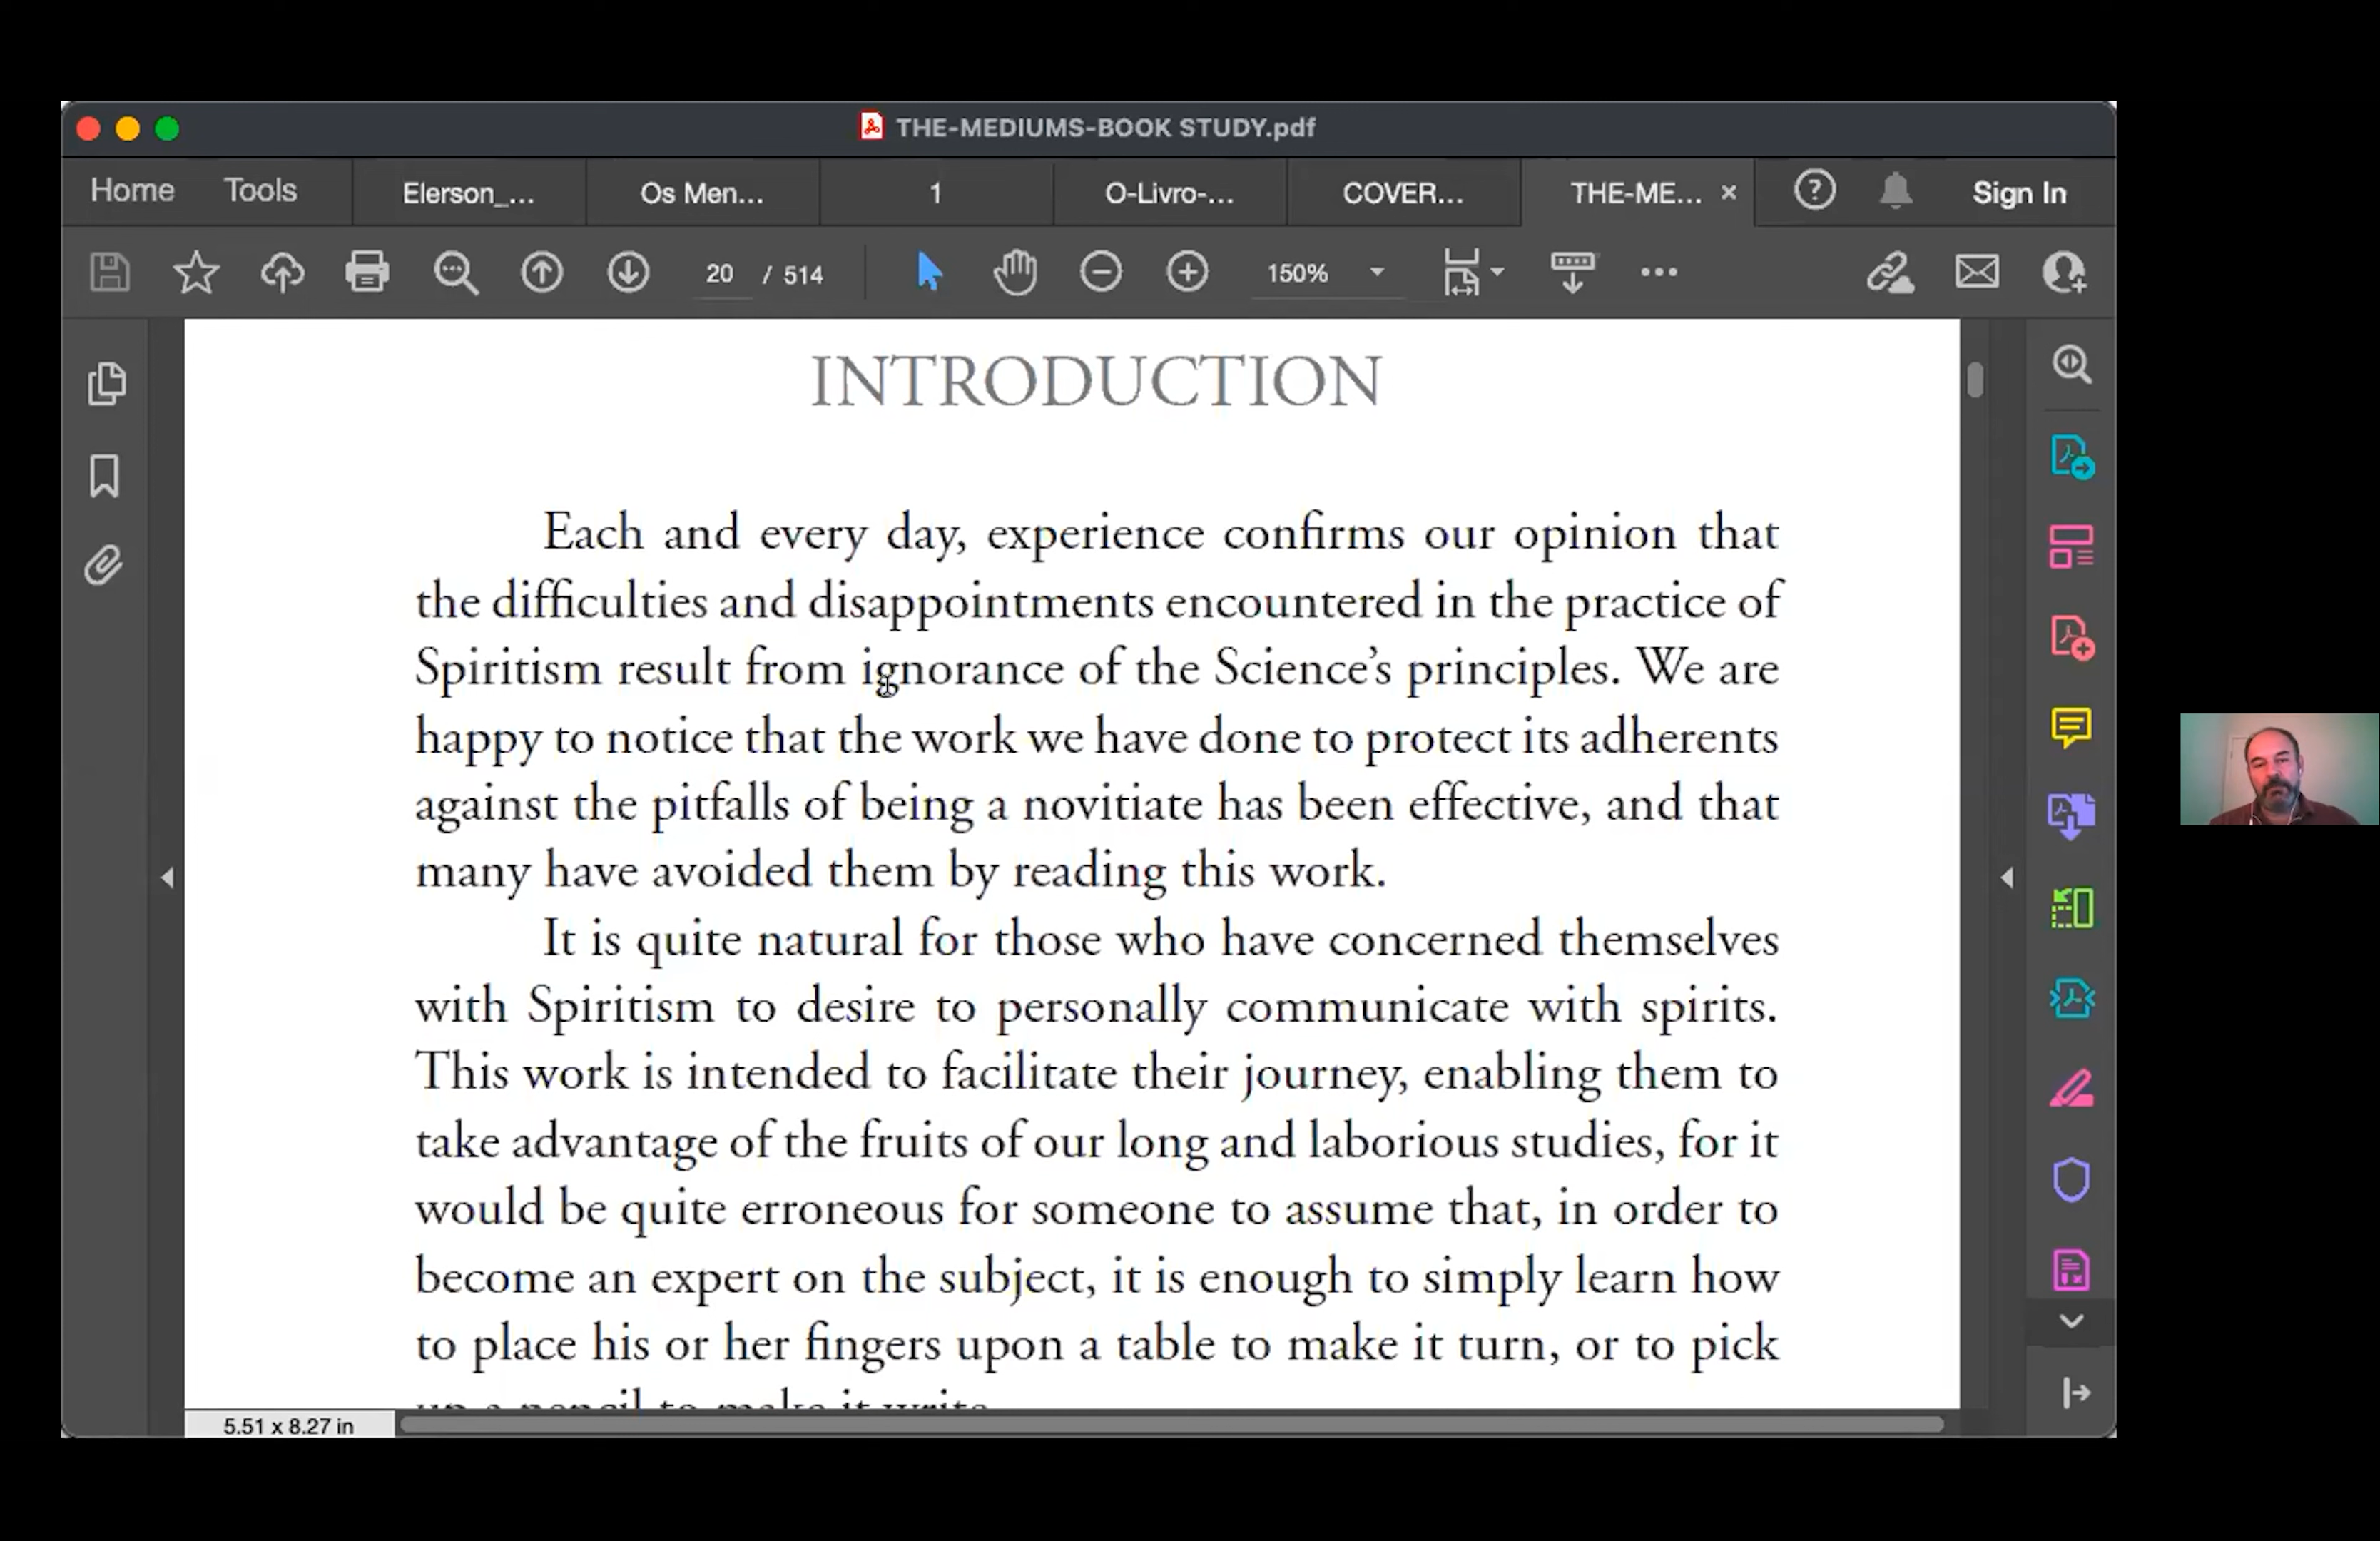 THE-MEDIUMS-BOOK STUDY.pdf
Home Tools Elerson_... Os Men... 1 O-Livro-... COVER... THE-ME... × ? Sign In
20 / 514 150%
INTRODUCTION
Each and every day, experience confirms our opinion that
the difficulties and disappointments encountered in the practice of
Spiritism result from ignorance of the Science’s principles. We are
happy to notice that the work we have done to protect its adherents
against the pitfalls of being a novitiate has been effective, and that
many have avoided them by reading this work.
It is quite natural for those who have concerned themselves
with Spiritism to desire to personally communicate with spirits.
This work is intended to facilitate their journey, enabling them to
take advantage of the fruits of our long and laborious studies, for it
would be quite erroneous for someone to assume that, in order to
become an expert on the subject, it is enough to simply learn how
to place his or her fingers upon a table to make it turn, or to pick
up a pencil to make it write.
5.51 x 8.27 in